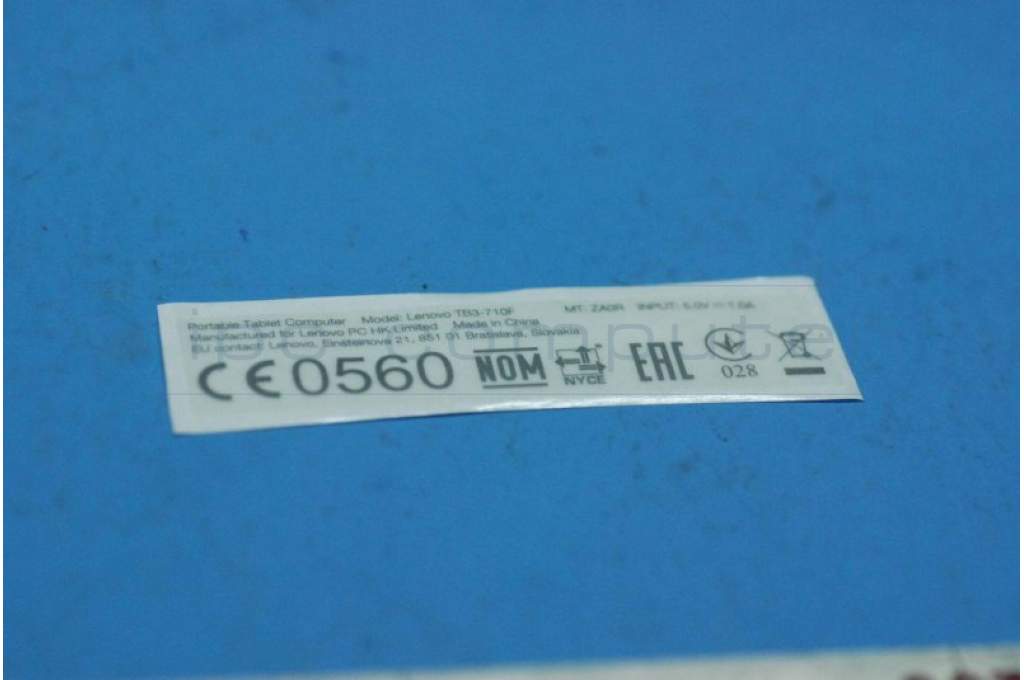 Portable Tablet Computer Model: Lenovo TB3-710F MT: ZA0R INPUT: 5.0V ⎓ 1.0A
Manufactured for Lenovo PC HK Limited Made in China
EU contact: Lenovo, Einsteinova 21, 851 01 Bratislava, Slovakia
CE0560 NOM NYCE EAC 028